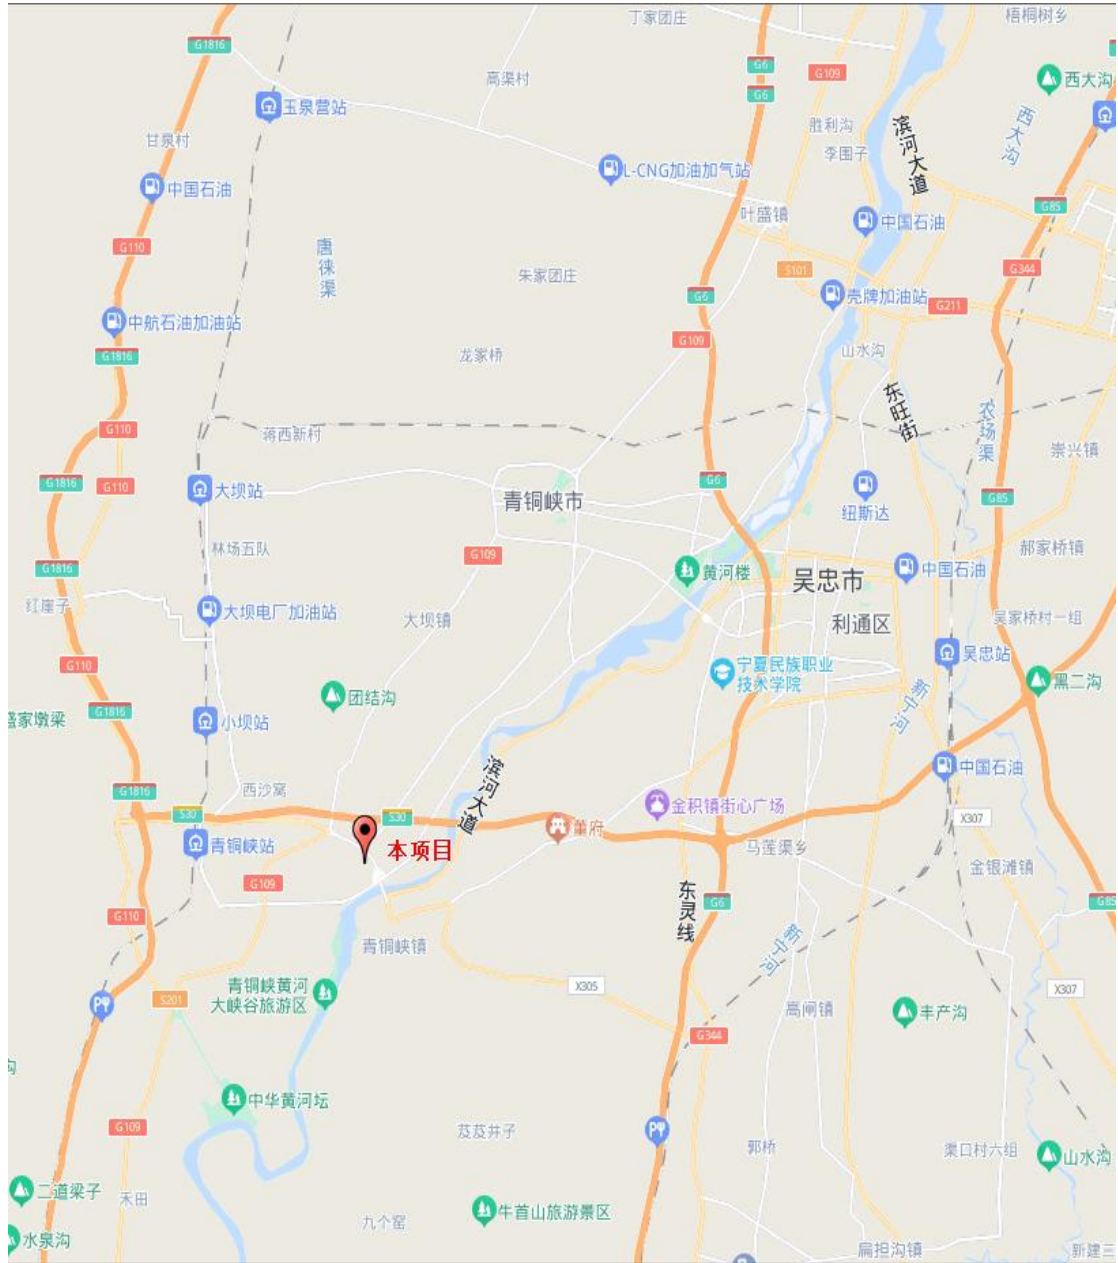 丁家团庄
梧桐树乡
G1816
G6
G109
高渠村
西大沟
G6
玉泉营站
胜利沟
滨河大道
西大沟
甘泉村
李围子
L-CNG加油加气站
中国石油
G85
叶盛镇
中国石油
G110
唐徕渠
朱家团庄
S101
G344
G6
壳牌加油站
G211
中航石油加油站
G109
G1816
龙家桥
山水沟
东旺街
农场渠
G110
蒋西新村
崇兴镇
G1816
G110
大坝站
G6
青铜峡市
G85
纽斯达
林场五队
G109
郝家桥镇
G1816
黄河楼
吴忠市
中国石油
红崖子
大坝电厂加油站
大坝镇
利通区
吴家桥村一组
G110
宁夏民族职业
技术学院
吴忠站
黑二沟
团结沟
新宁河
盛家墩梁
G1816
小坝站
滨河大道
中国石油
西沙窝
G1816
金积镇街心广场
S30
S30
X307
董府
青铜峡站
本项目
马莲渠乡
金银滩镇
G109
东灵线
G6
G85
G110
新宁河
青铜峡镇
青铜峡黄河
大峡谷旅游区
X305
X307
S201
高闸镇
丰产沟
G344
沟
中华黄河坛
G109
芨芨井子
郭桥
渠口村六组
山水沟
二道梁子
禾田
牛首山旅游景区
九个窑
水泉沟
扁担沟镇
新建三